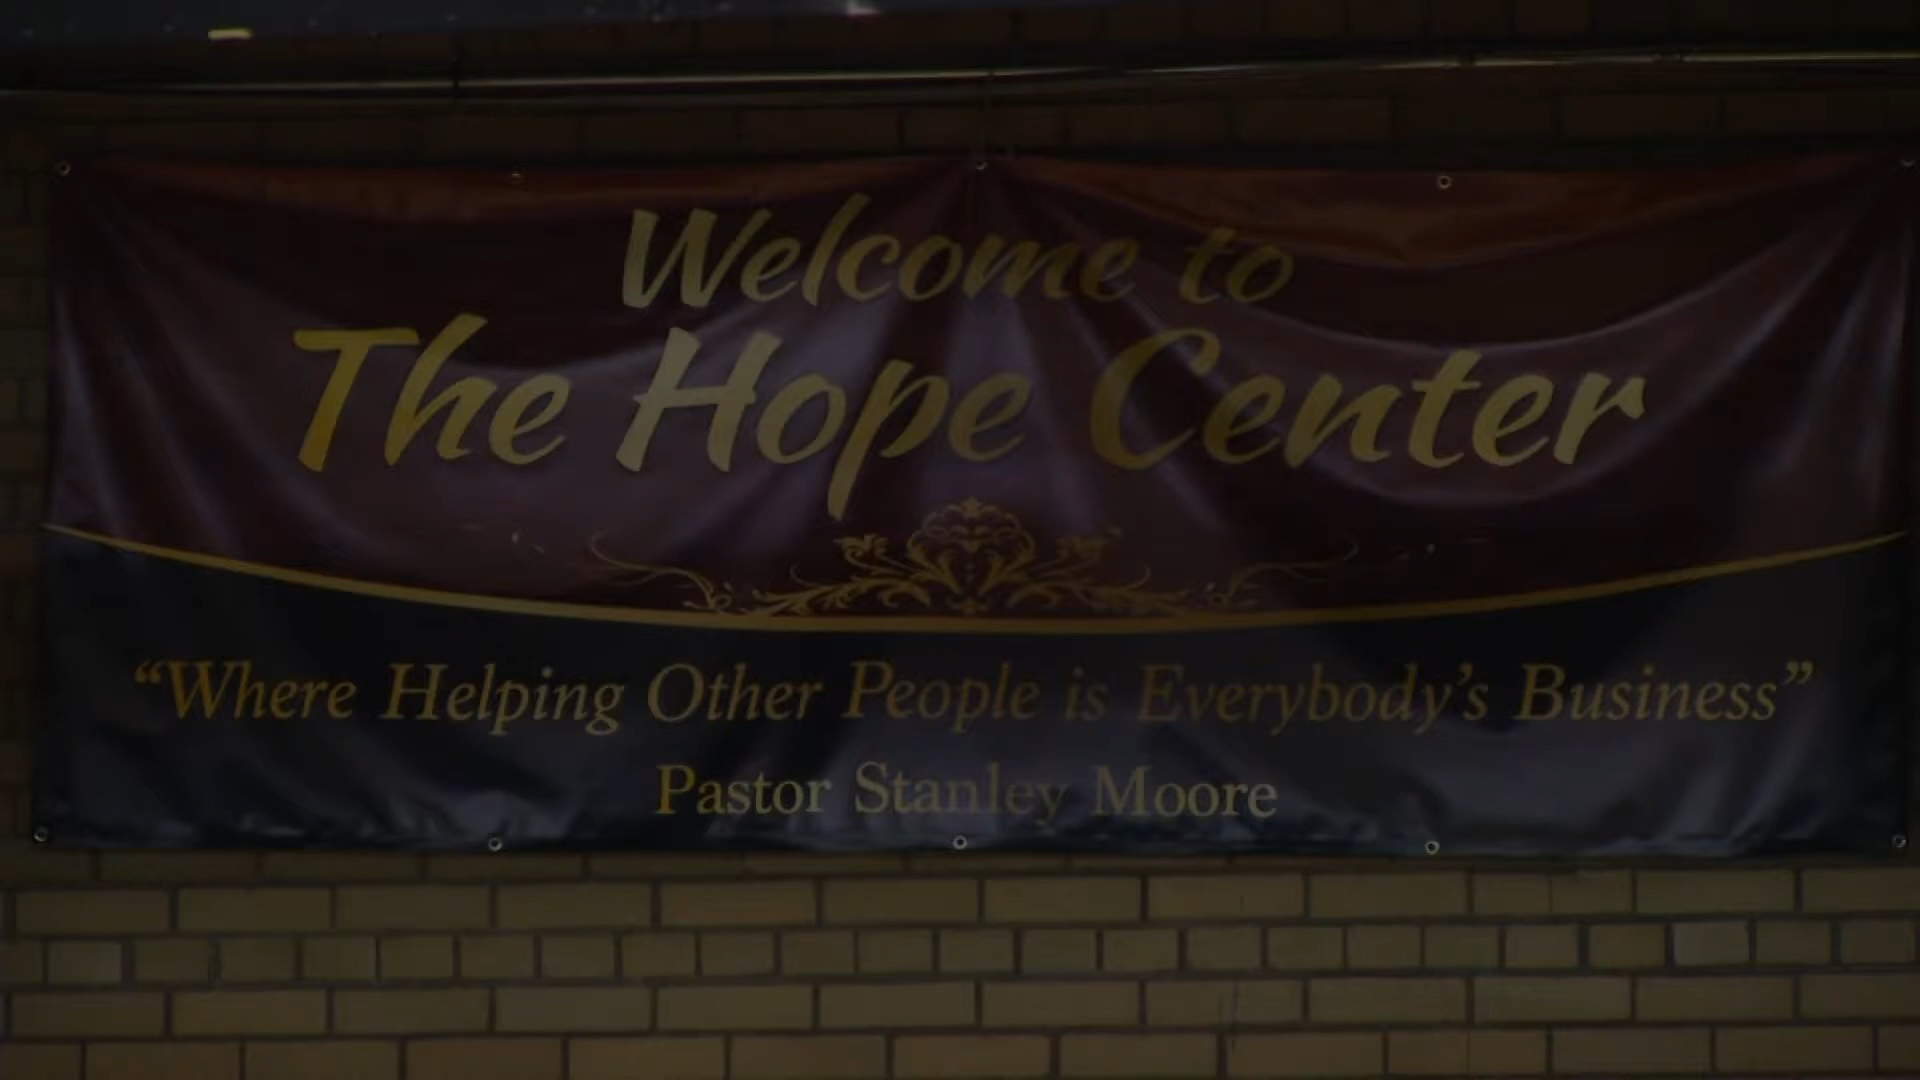 Welcome to
The Hope Center
“Where Helping Other People is Everybody’s Business”
Pastor Stanley Moore